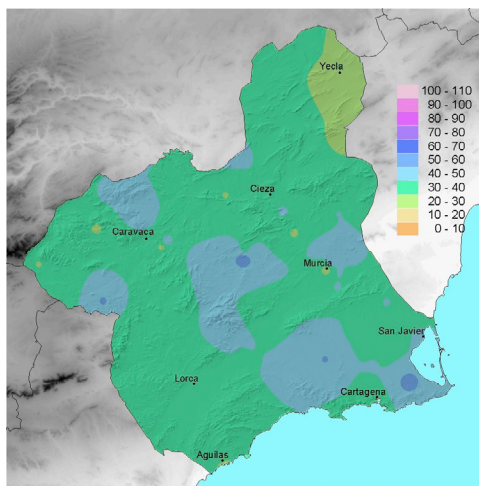 Yecla
100 - 110
90 - 100
80 - 90
70 - 80
60 - 70
50 - 60
40 - 50
30 - 40
20 - 30
10 - 20
0 - 10
Cieza
Caravaca
Murcia
San Javier
Lorca
Cartagena
Aguilas